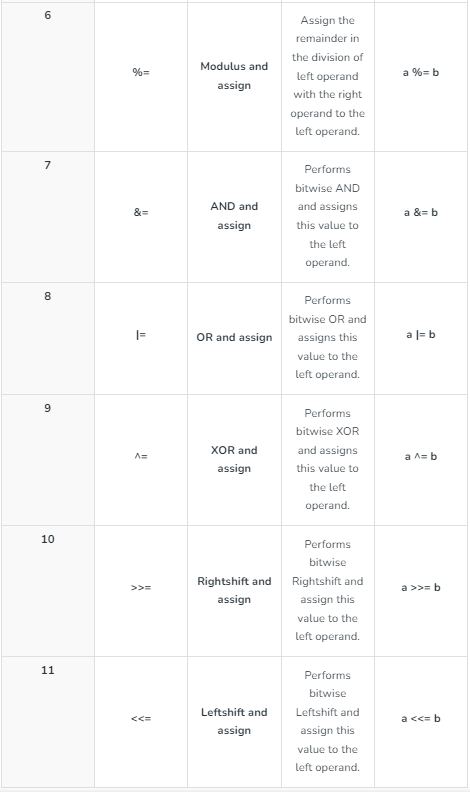 6
%=
Modulus and
assign
Assign the
remainder in
the division of
left operand
with the right
operand to the
left operand.
a %= b
7
&=
AND and
assign
Performs
bitwise AND
and assigns
this value to
the left
operand.
a &= b
8
|=
OR and assign
Performs
bitwise OR and
assigns this
value to the
left operand.
a |= b
9
^=
XOR and
assign
Performs
bitwise XOR
and assigns
this value to
the left
operand.
a ^= b
10
>>=
Rightshift and
assign
Performs
bitwise
Rightshift and
assign this
value to the
left operand.
a >>= b
11
<<=
Leftshift and
assign
Performs
bitwise
Leftshift and
assign this
value to the
left operand.
a <<= b